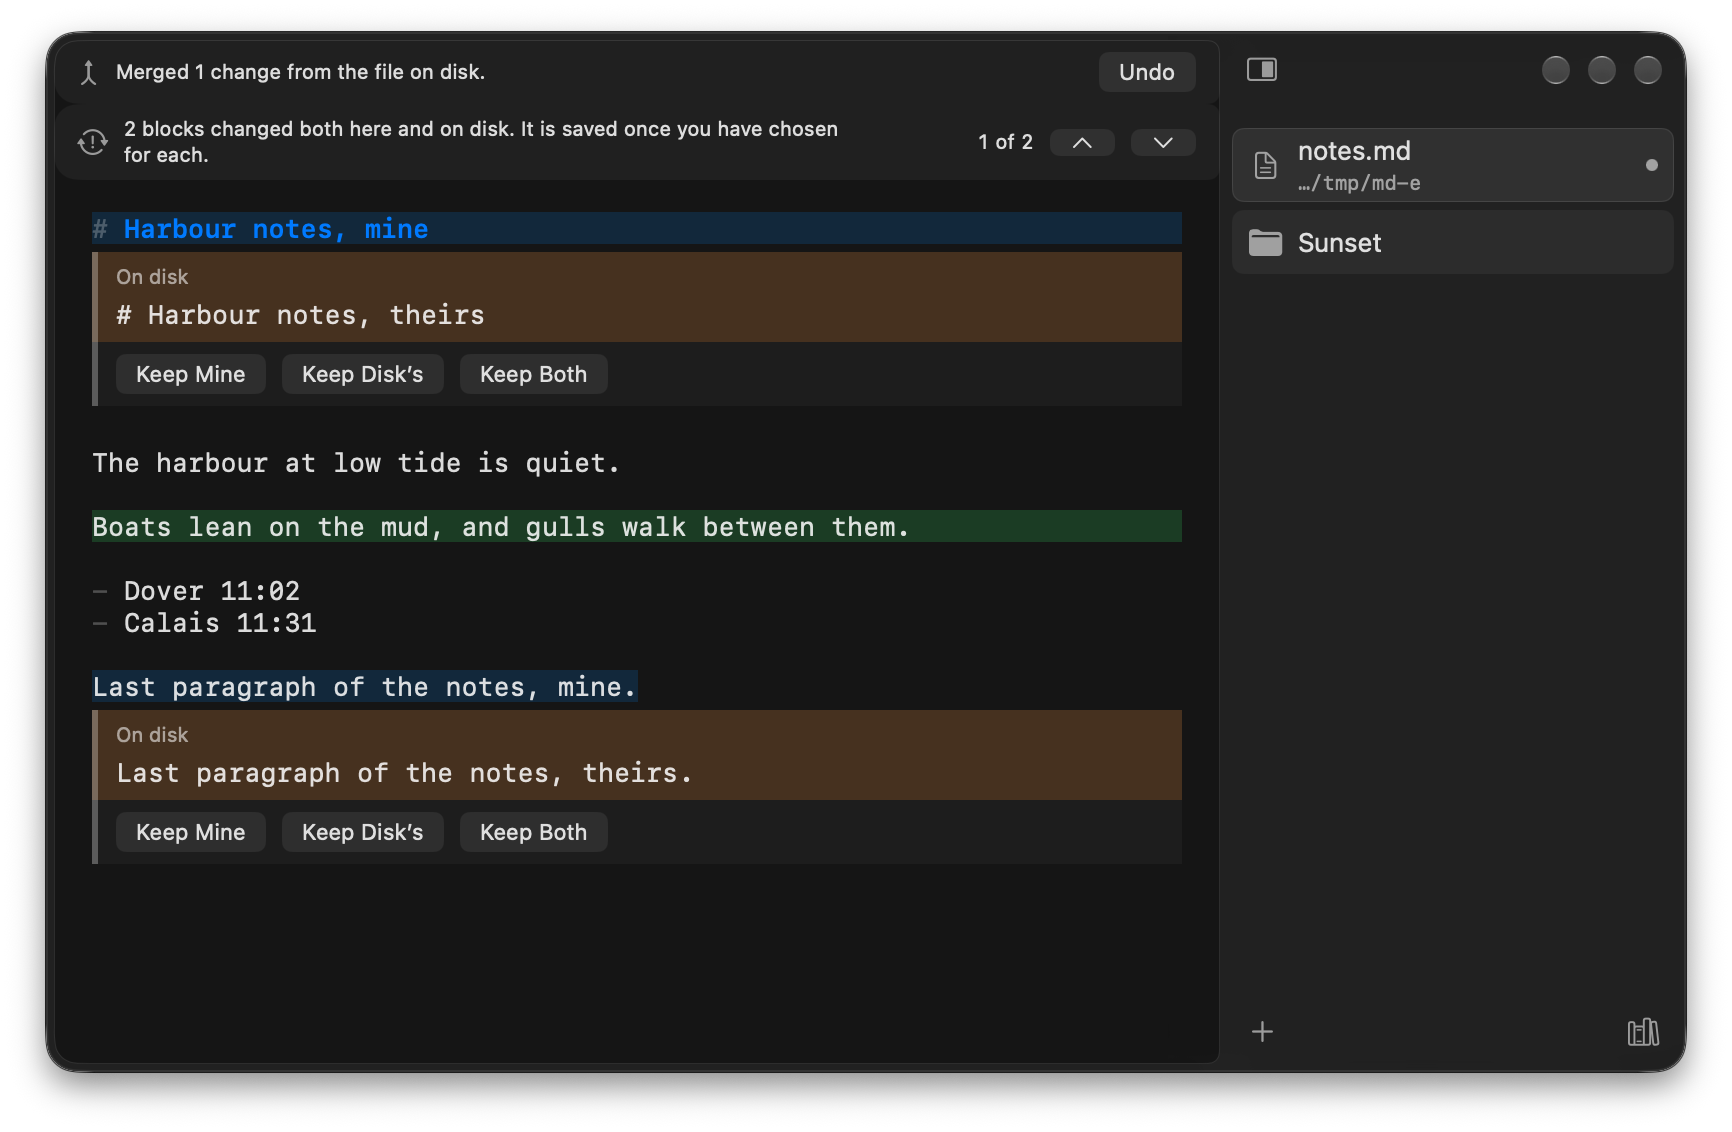 Merged 1 change from the file on disk.
Undo
2 blocks changed both here and on disk. It is saved once you have chosen
for each.
1 of 2
# Harbour notes, mine
On disk
# Harbour notes, theirs
Keep Mine
Keep Disk’s
Keep Both
The harbour at low tide is quiet.
Boats lean on the mud, and gulls walk between them.
– Dover 11:02
– Calais 11:31
Last paragraph of the notes, mine.
On disk
Last paragraph of the notes, theirs.
Keep Mine
Keep Disk’s
Keep Both
notes.md
…/tmp/md-e
Sunset